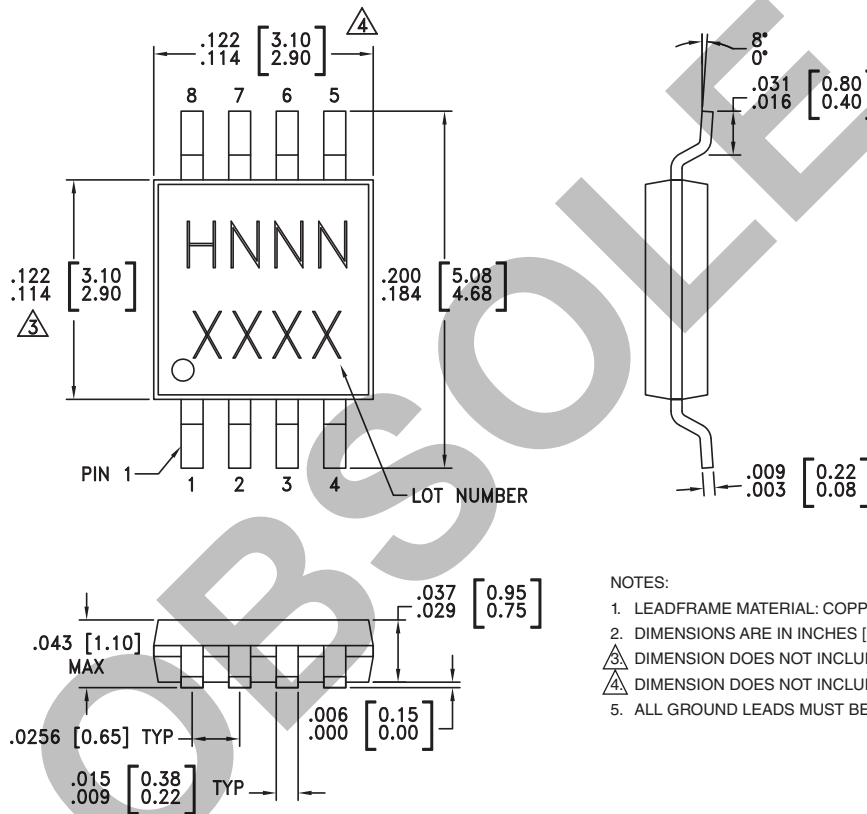 .122 [3.10]
.114 [2.90]
4
8 7 6 5
HNNN
XXXX
.122 [3.10]
.114 [2.90]
3
.200 [5.08]
.184 [4.68]
PIN 1
1 2 3 4
LOT NUMBER
8°
0°
.031 [0.80]
.016 [0.40]
.009 [0.22]
.003 [0.08]
.043 [1.10]
MAX
.037 [0.95]
.029 [0.75]
.0256 [0.65] TYP
.006 [0.15]
.000 [0.00]
.015 [0.38]
.009 [0.22]
TYP
NOTES:
1. LEADFRAME MATERIAL: COPP
2. DIMENSIONS ARE IN INCHES [
3. DIMENSION DOES NOT INCLU
4. DIMENSION DOES NOT INCLU
5. ALL GROUND LEADS MUST BE
OBSOLE